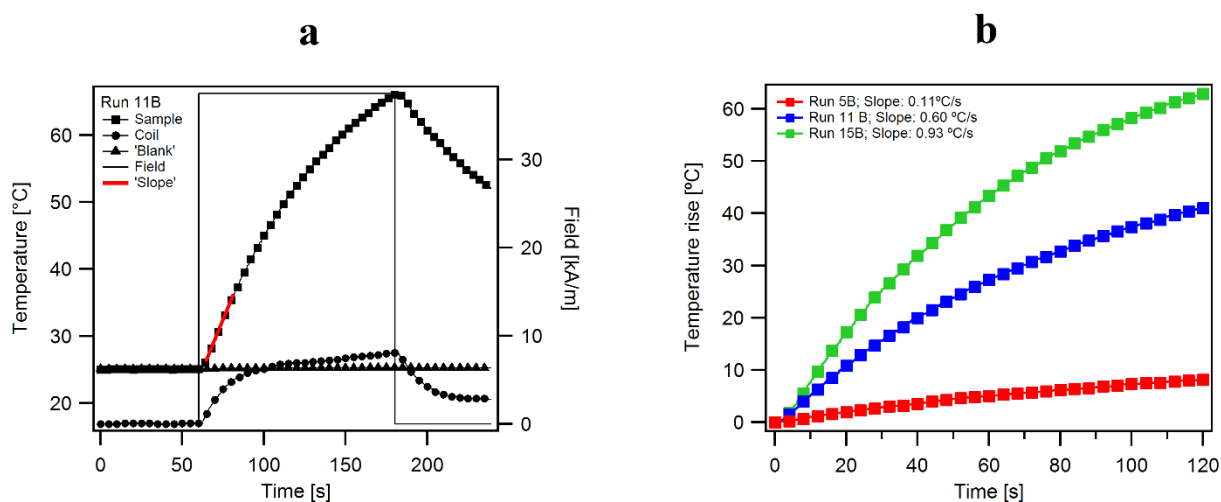 a
b
Run 11B
Sample
Coil
'Blank'
Field
'Slope'
Temperature [°C]
60
50
40
30
20
Field [kA/m]
30
20
10
0
0
50
100
150
200
Time [s]
Run 5B; Slope: 0.11ºC/s
Run 11 B; Slope: 0.60 ºC/s
Run 15B; Slope: 0.93 ºC/s
Temperature rise [ºC]
60
50
40
30
20
10
0
0
20
40
60
80
100
120
Time [s]